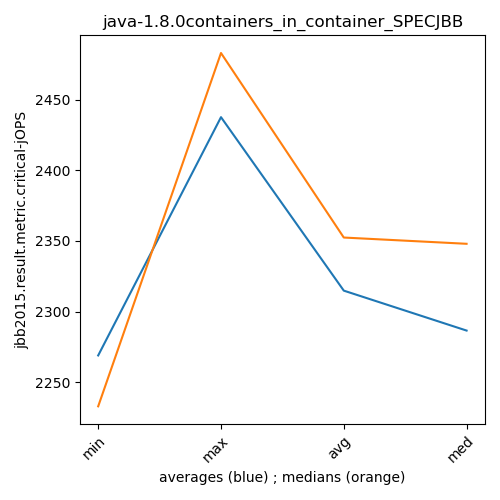 java-1.8.0containers_in_container_SPECJBB
jbb2015.result.metric.critical-jOPS
2450
2400
2350
2300
2250
min
max
avg
med
averages (blue) ; medians (orange)